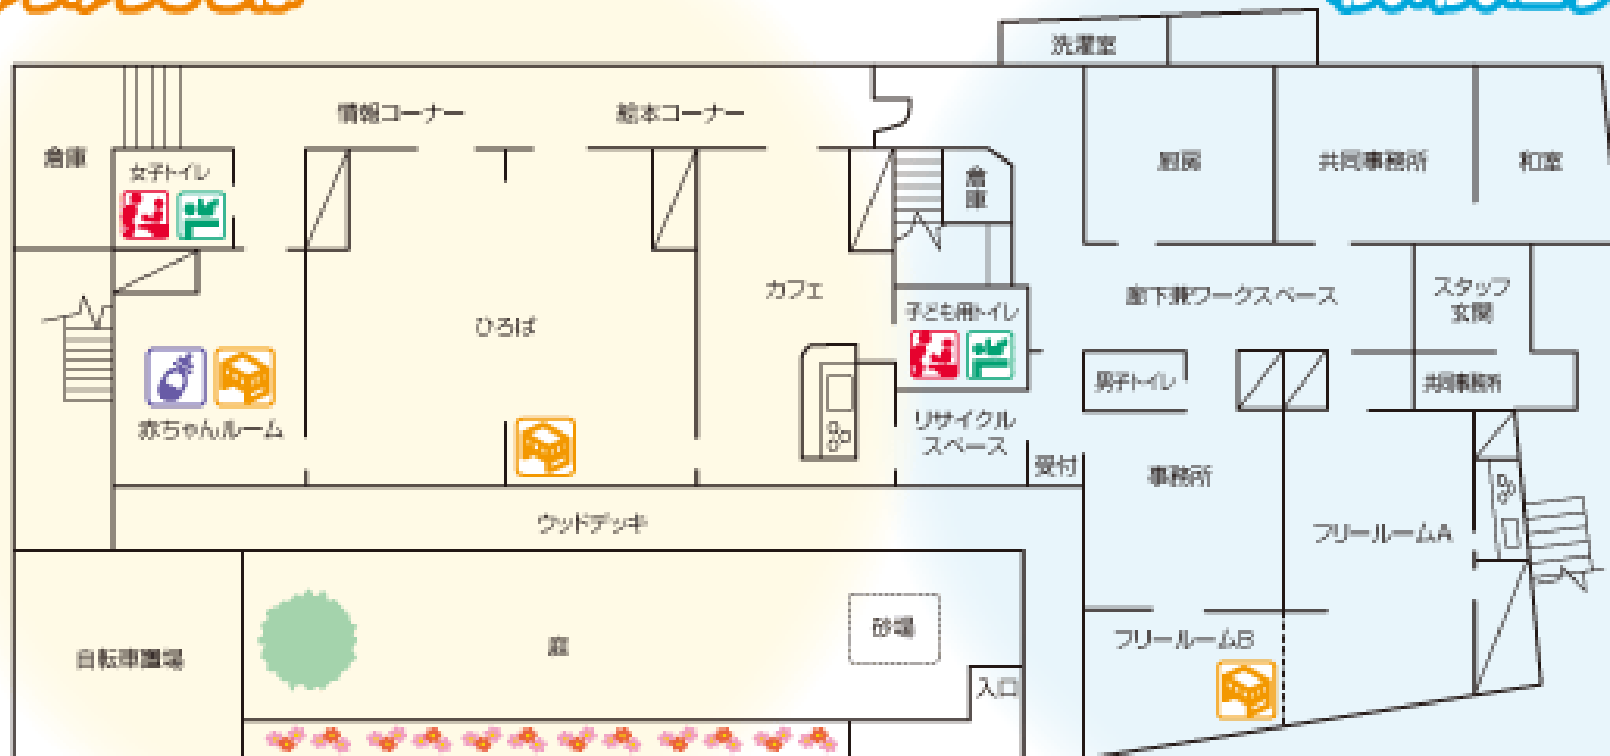 洗濯室
情報コーナー
絵本コーナー
倉庫
女子トイレ
倉庫
厨房
共同事務所
和室
カフェ
ひろば
子ども用トイレ
廊下兼ワークスペース
スタッフ
玄関
男子トイレ
共同事務所
赤ちゃんルーム
リサイクル
スペース
受付
事務所
ウッドデッキ
フリールームA
砂場
フリールームB
庭
自転車置場
入口